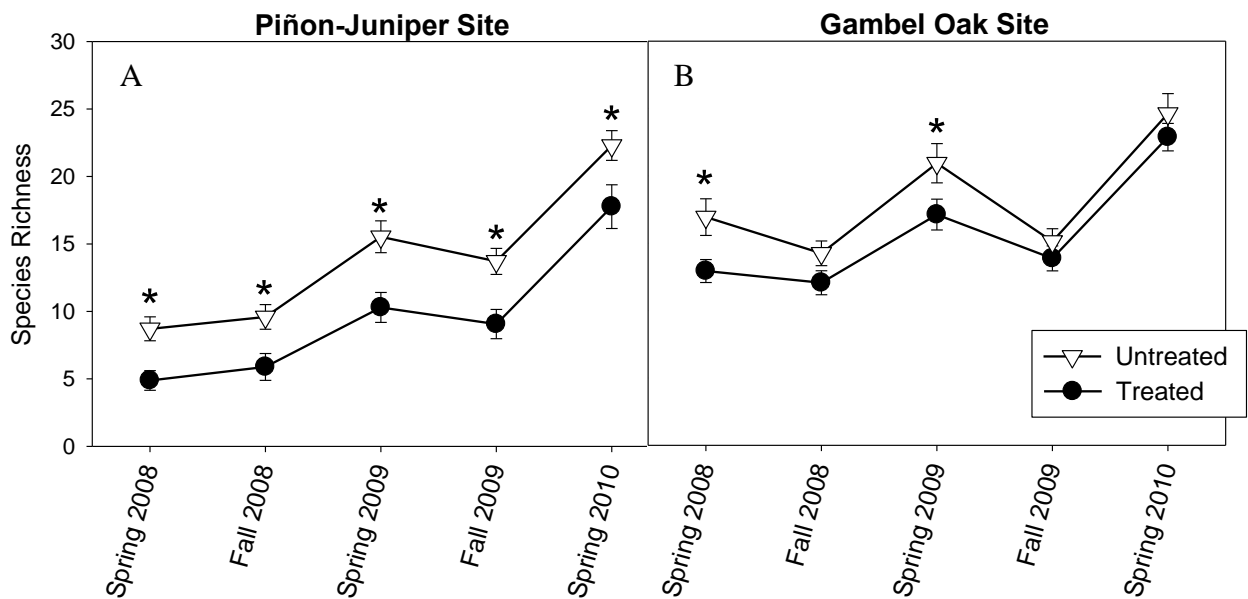 Piñon-Juniper Site
Gambel Oak Site
Species Richness
30
25
20
15
10
5
0
A
*
*
*
*
*
B
*
*
Untreated
Treated
Spring 2008
Fall 2008
Spring 2009
Fall 2009
Spring 2010
Spring 2008
Fall 2008
Spring 2009
Fall 2009
Spring 2010